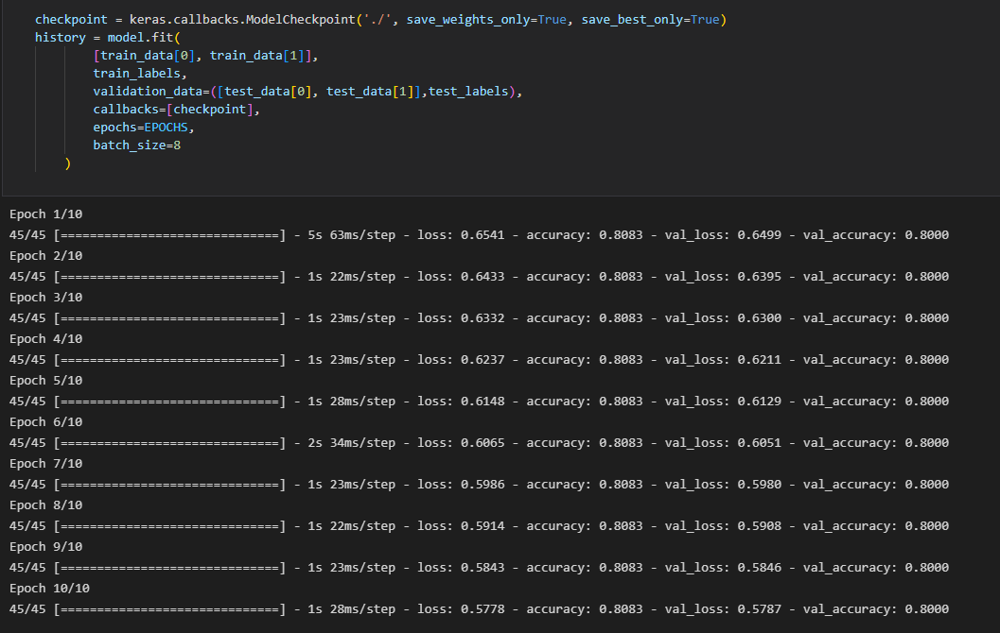 checkpoint = keras.callbacks.ModelCheckpoint('./', save_weights_only=True, save_best_only=True)
history = model.fit(
[train_data[0], train_data[1]],
train_labels,
validation_data=([test_data[0], test_data[1]],test_labels),
callbacks=[checkpoint],
epochs=EPOCHS,
batch_size=8
)
Epoch 1/10
45/45 [==============================] - 5s 63ms/step - loss: 0.6541 - accuracy: 0.8083 - val_loss: 0.6499 - val_accuracy: 0.8000
Epoch 2/10
45/45 [==============================] - 1s 22ms/step - loss: 0.6433 - accuracy: 0.8083 - val_loss: 0.6395 - val_accuracy: 0.8000
Epoch 3/10
45/45 [==============================] - 1s 23ms/step - loss: 0.6332 - accuracy: 0.8083 - val_loss: 0.6300 - val_accuracy: 0.8000
Epoch 4/10
45/45 [==============================] - 1s 23ms/step - loss: 0.6237 - accuracy: 0.8083 - val_loss: 0.6211 - val_accuracy: 0.8000
Epoch 5/10
45/45 [==============================] - 1s 28ms/step - loss: 0.6148 - accuracy: 0.8083 - val_loss: 0.6129 - val_accuracy: 0.8000
Epoch 6/10
45/45 [==============================] - 2s 34ms/step - loss: 0.6065 - accuracy: 0.8083 - val_loss: 0.6051 - val_accuracy: 0.8000
Epoch 7/10
45/45 [==============================] - 1s 23ms/step - loss: 0.5986 - accuracy: 0.8083 - val_loss: 0.5980 - val_accuracy: 0.8000
Epoch 8/10
45/45 [==============================] - 1s 22ms/step - loss: 0.5914 - accuracy: 0.8083 - val_loss: 0.5908 - val_accuracy: 0.8000
Epoch 9/10
45/45 [==============================] - 1s 23ms/step - loss: 0.5843 - accuracy: 0.8083 - val_loss: 0.5846 - val_accuracy: 0.8000
Epoch 10/10
45/45 [==============================] - 1s 28ms/step - loss: 0.5778 - accuracy: 0.8083 - val_loss: 0.5787 - val_accuracy: 0.8000